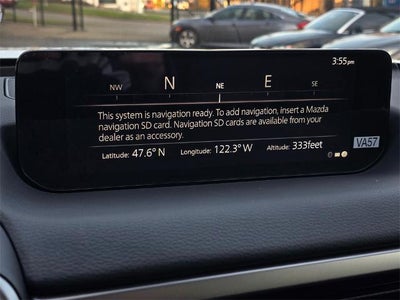 3:55pm
NW N NE E SE
This system is navigation ready. To add navigation, insert a Mazda
navigation SD card. Navigation SD cards are available from your
dealer as an accessory.
Latitude: 47.6° N Longitude: 122.3° W Altitude: 333feet
VA57